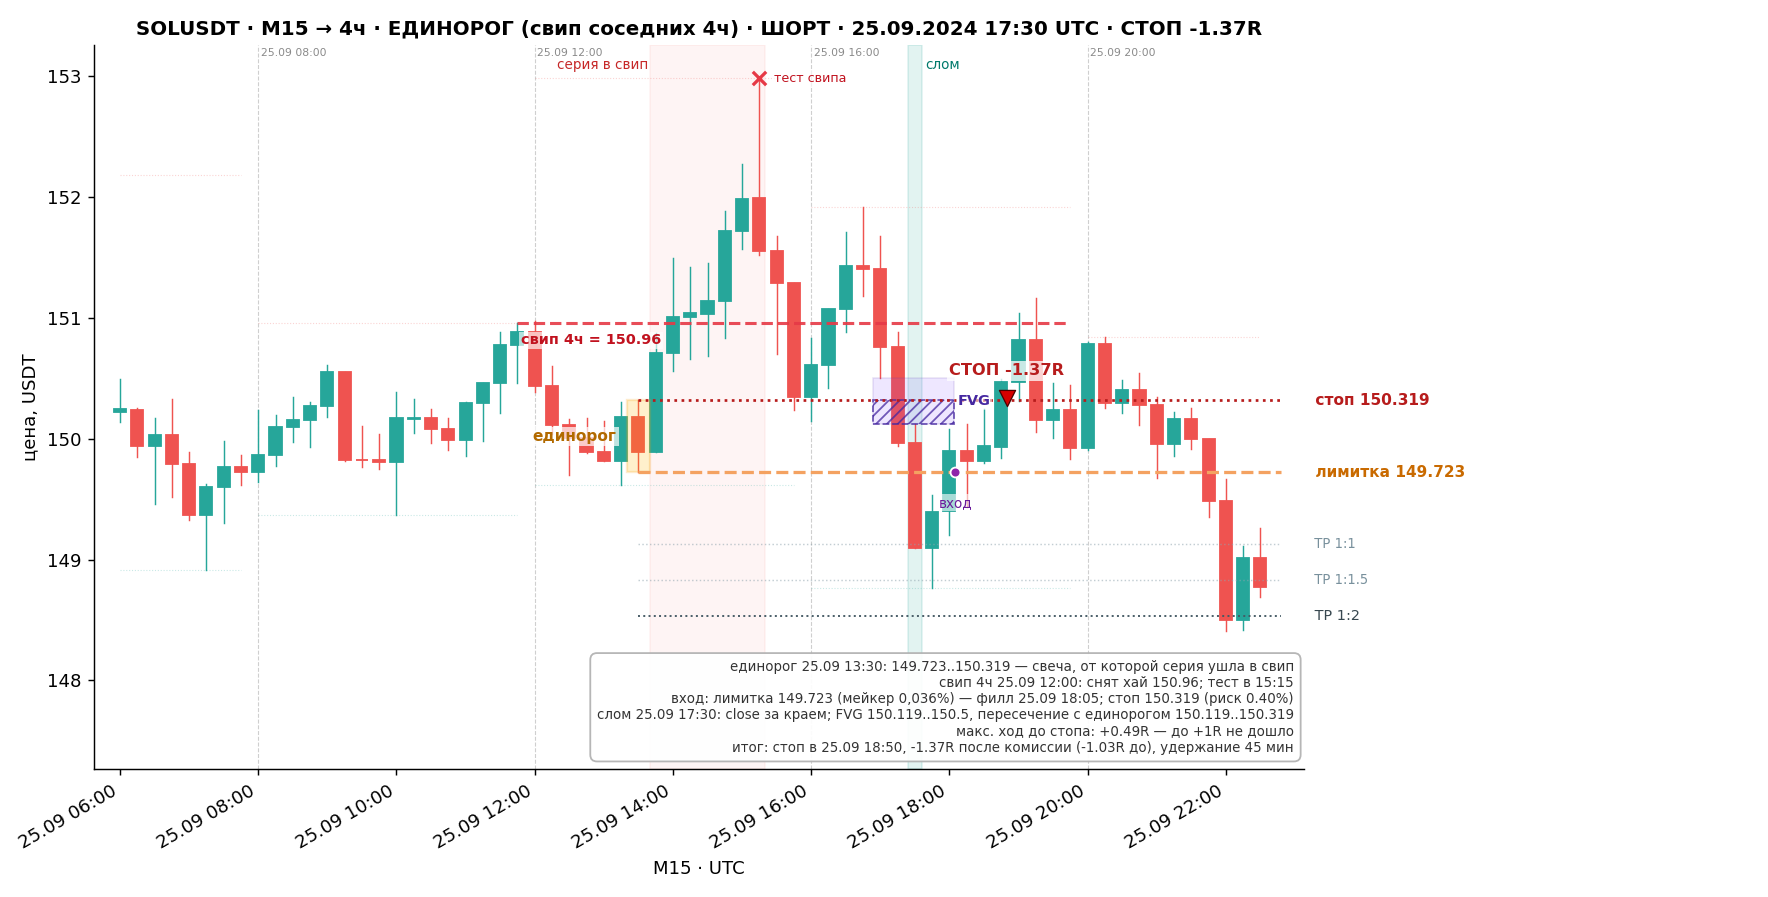 SOLUSDT · M15 → 4ч · ЕДИНОРОГ (свип соседних 4ч) · ШОРТ · 25.09.2024 17:30 UTC · СТОП -1.37R
25.09 08:00
25.09 12:00
25.09 16:00
25.09 20:00
серия в свип
слом
тест свипа
153
152
151
150
149
148
цена, USDT
свип 4ч = 150.96
СТОП -1.37R
FVG
стоп 150.319
единорог
лимитка 149.723
вход
TP 1:1
TP 1:1.5
TP 1:2
единорог 25.09 13:30: 149.723..150.319 — свеча, от которой серия ушла в свип
свип 4ч 25.09 12:00: снят хай 150.96; тест в 15:15
вход: лимитка 149.723 (мейкер 0,036%) — филл 25.09 18:05; стоп 150.319 (риск 0.40%)
слом 25.09 17:30: close за краем; FVG 150.119..150.5, пересечение с единорогом 150.119..150.319
макс. ход до стопа: +0.49R — до +1R не дошло
итог: стоп в 25.09 18:50, -1.37R после комиссии (-1.03R до), удержание 45 мин
25.09 06:00
25.09 08:00
25.09 10:00
25.09 12:00
25.09 14:00
25.09 16:00
25.09 18:00
25.09 20:00
25.09 22:00
M15 · UTC